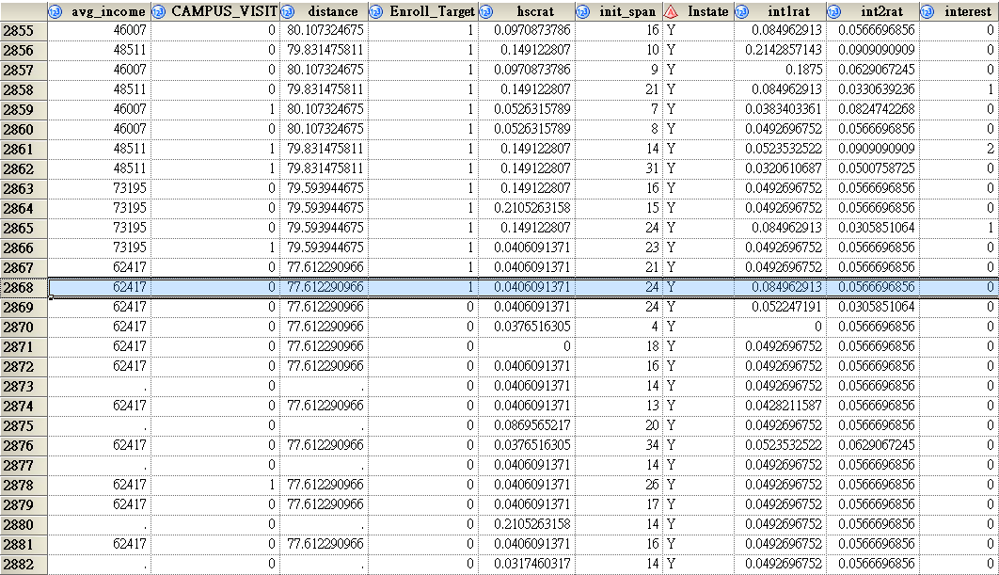 avg_income CAMPUS_VISIT distance Enroll_Target hscrat init_span Instate int1rat int2rat interest
2855 46007 0 80.107324675 1 0.0970873786 16 Y 0.084962913 0.0566696856 0
2856 48511 0 79.831475811 1 0.149122807 10 Y 0.2142857143 0.0909090909 0
2857 46007 0 80.107324675 1 0.0970873786 9 Y 0.1875 0.0629067245 0
2858 48511 0 79.831475811 1 0.149122807 21 Y 0.084962913 0.0330639236 1
2859 46007 1 80.107324675 1 0.0526315789 7 Y 0.0383403361 0.0824742268 0
2860 46007 0 80.107324675 1 0.0526315789 8 Y 0.0492696752 0.0566696856 0
2861 48511 1 79.831475811 1 0.149122807 14 Y 0.0523532522 0.0909090909 2
2862 48511 1 79.831475811 1 0.149122807 31 Y 0.0320610687 0.0500758725 0
2863 73195 0 79.593944675 1 0.149122807 16 Y 0.0492696752 0.0566696856 0
2864 73195 0 79.593944675 1 0.2105263158 15 Y 0.0492696752 0.0566696856 0
2865 73195 0 79.593944675 1 0.149122807 24 Y 0.084962913 0.0305851064 1
2866 73195 1 79.593944675 1 0.0406091371 23 Y 0.0492696752 0.0566696856 0
2867 62417 0 77.612290966 1 0.0406091371 21 Y 0.0492696752 0.0566696856 0
2868 62417 0 77.612290966 1 0.0406091371 24 Y 0.084962913 0.0566696856 0
2869 62417 0 77.612290966 0 0.0406091371 24 Y 0.052247191 0.0305851064 0
2870 62417 0 77.612290966 0 0.0376516305 4 Y 0 0.0566696856 0
2871 62417 0 77.612290966 0 0 18 Y 0.0492696752 0.0566696856 0
2872 62417 0 77.612290966 0 0.0406091371 16 Y 0.0492696752 0.0566696856 0
2873 . 0 . 0 0.0406091371 14 Y 0.0492696752 0.0566696856 0
2874 62417 0 77.612290966 0 0.0406091371 13 Y 0.0428211587 0.0566696856 0
2875 . 0 . 0 0.0869565217 20 Y 0.0492696752 0.0566696856 0
2876 62417 0 77.612290966 0 0.0376516305 34 Y 0.0523532522 0.0629067245 0
2877 . 0 . 0 0.0406091371 14 Y 0.0492696752 0.0566696856 0
2878 62417 1 77.612290966 0 0.0406091371 26 Y 0.0492696752 0.0566696856 0
2879 62417 0 77.612290966 0 0.0406091371 17 Y 0.0492696752 0.0566696856 0
2880 . 0 . 0 0.2105263158 14 Y 0.0492696752 0.0566696856 0
2881 62417 0 77.612290966 0 0.0406091371 16 Y 0.0492696752 0.0566696856 0
2882 . 0 . 0 0.0317460317 14 Y 0.0492696752 0.0566696856 0